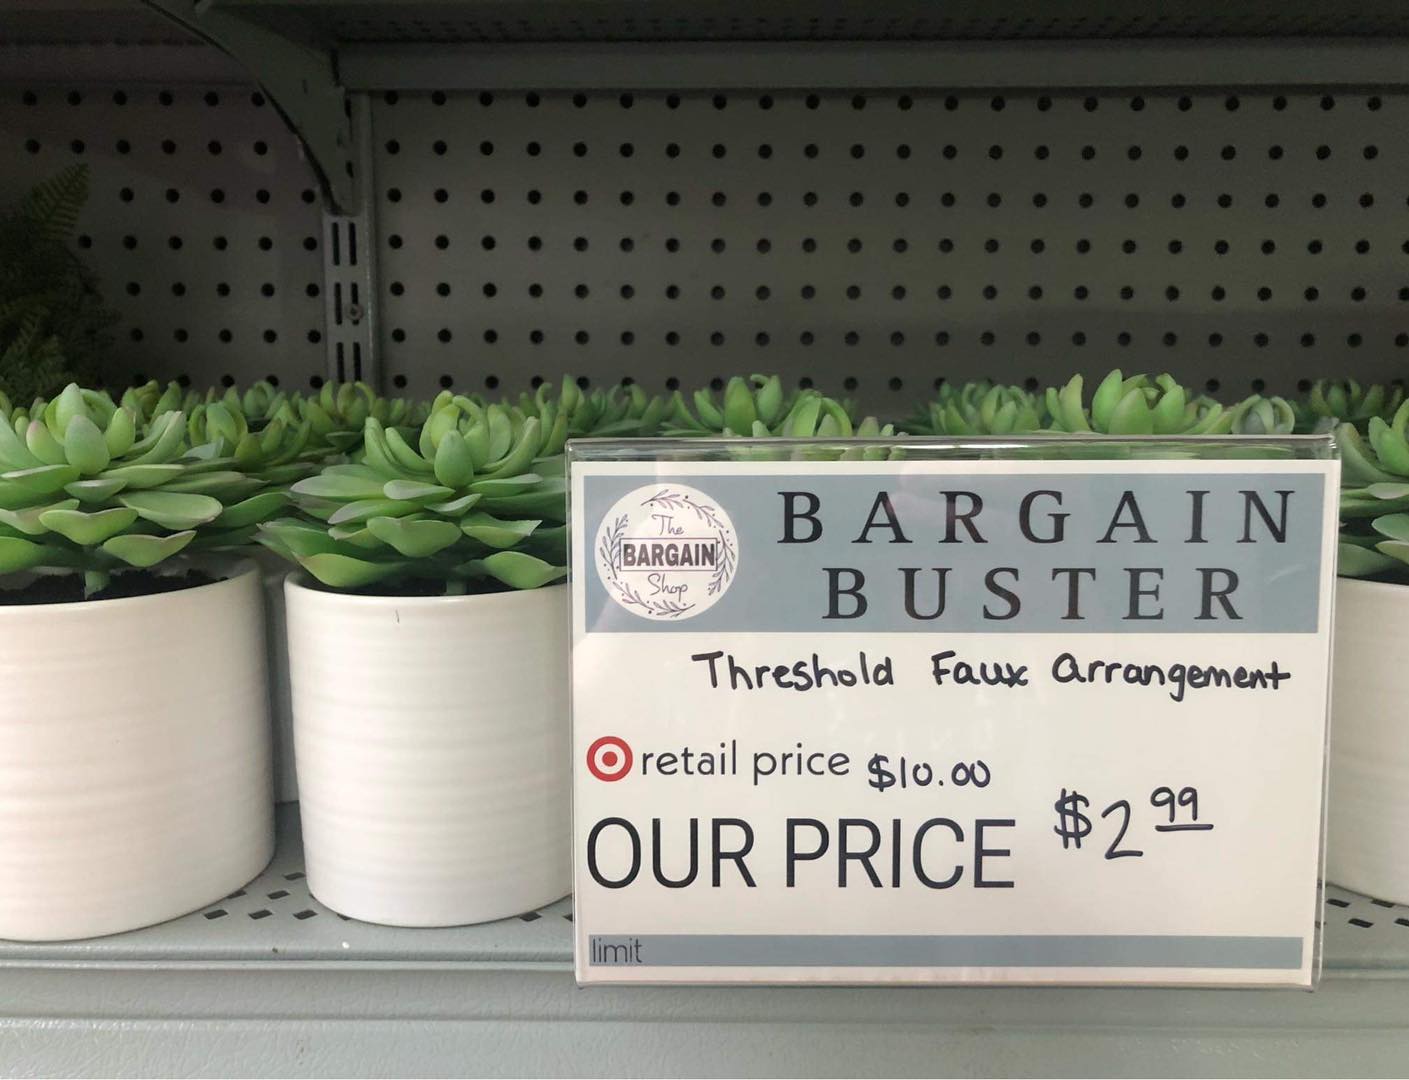 The
BARGAIN
Shop
BARGAIN
BUSTER
Threshold Faux Arrangement
retail price $10.00
OUR PRICE $2 99
limit